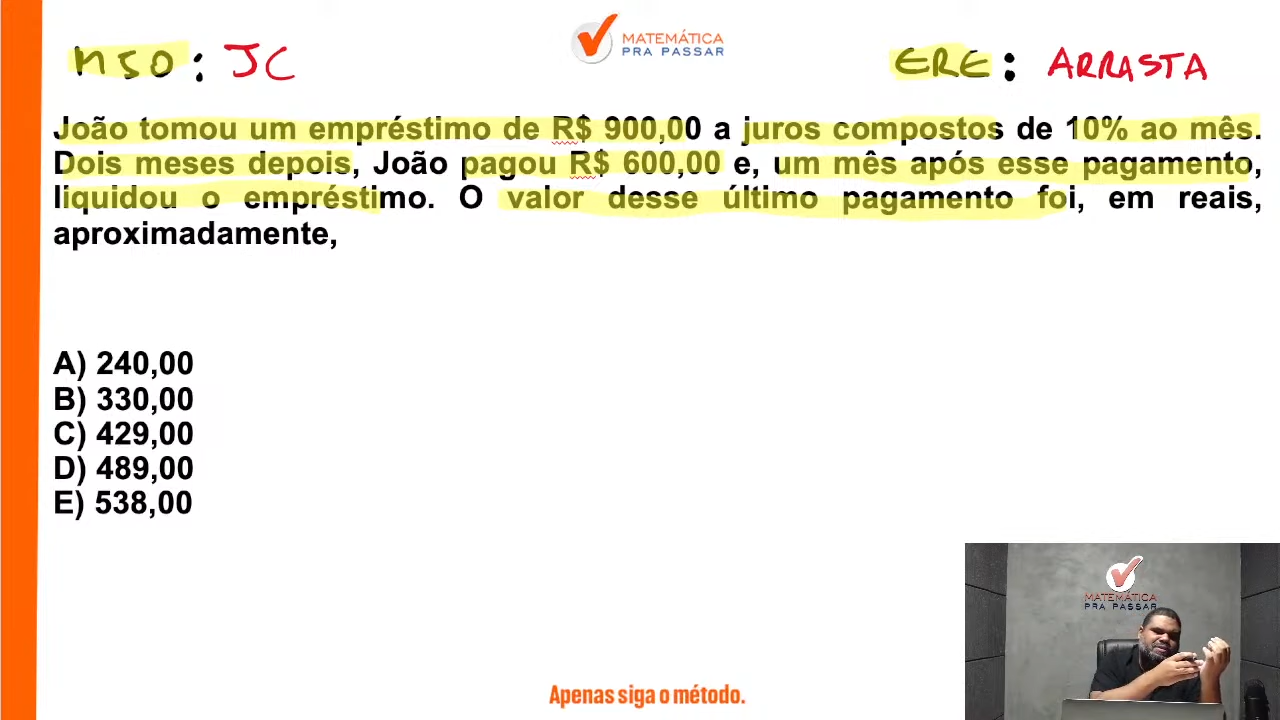 MSO: JC
MATEMÁTICA
PRA PASSAR
ERE: ARRASTA
João tomou um empréstimo de R$ 900,00 a juros compostos de 10% ao mês.
Dois meses depois, João pagou R$ 600,00 e, um mês após esse pagamento,
liquidou o empréstimo. O valor desse último pagamento foi, em reais,
aproximadamente,
A) 240,00
B) 330,00
C) 429,00
D) 489,00
E) 538,00
MATEMÁTICA
PRA PASSAR
Apenas siga o método.